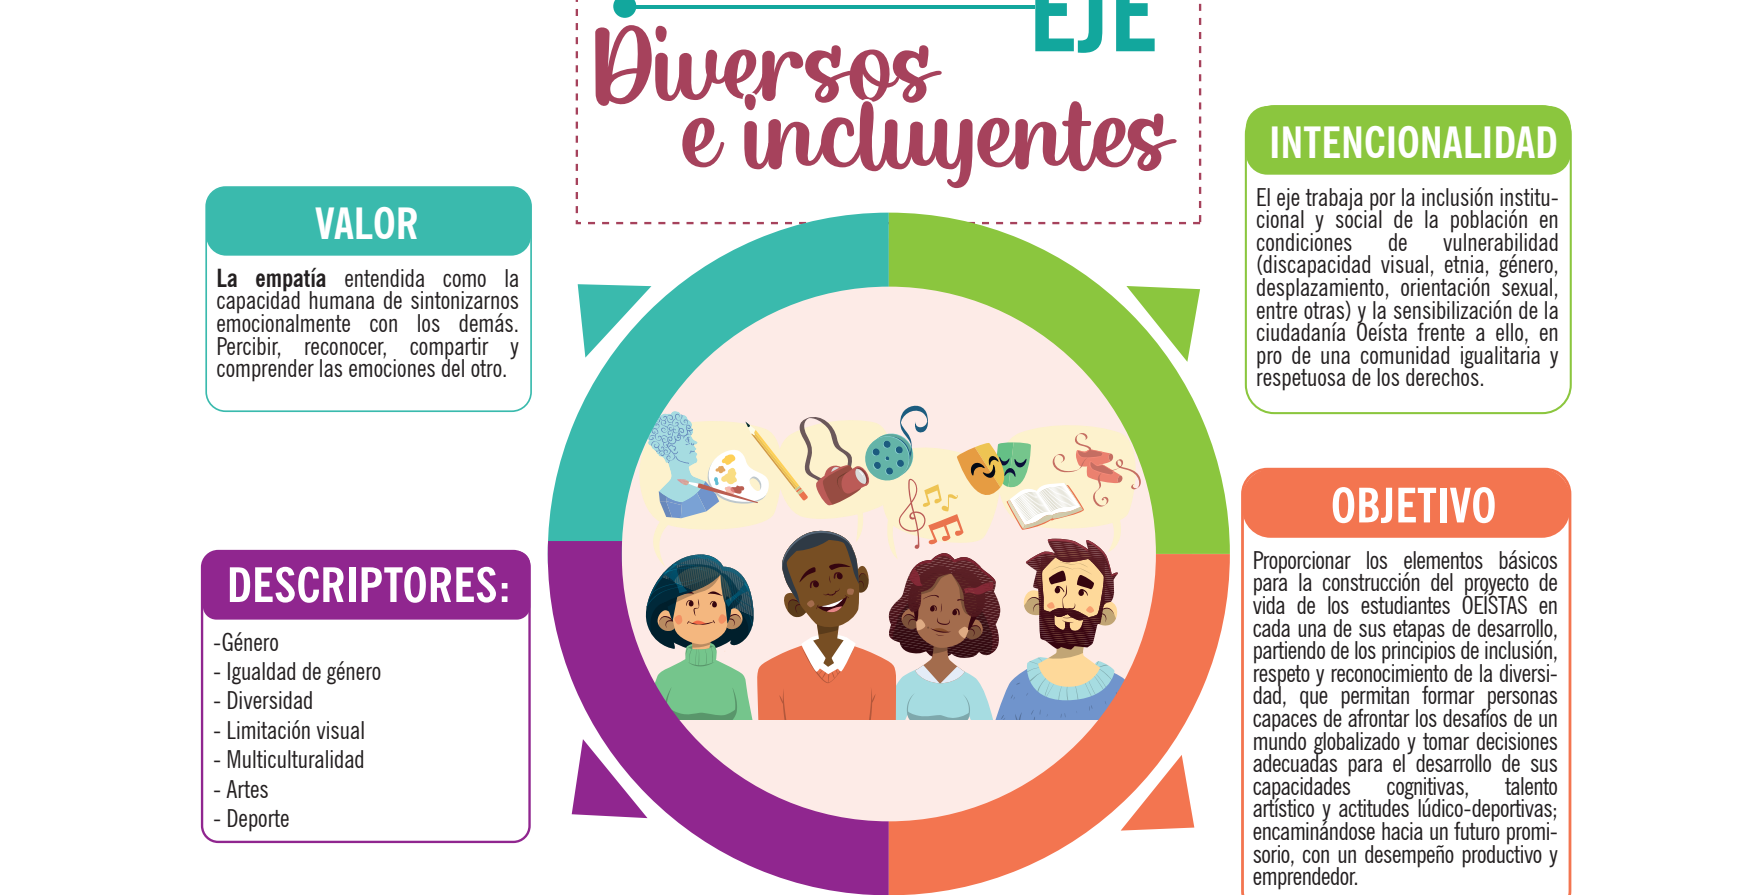 EJE
Diversos
e incluyentes
VALOR
La empatía entendida como la
capacidad humana de sintonizarnos
emocionalmente con los demás.
Percibir, reconocer, compartir y
comprender las emociones del otro.
DESCRIPTORES:
-Género
- Igualdad de género
- Diversidad
- Limitación visual
- Multiculturalidad
- Artes
- Deporte
INTENCIONALIDAD
El eje trabaja por la inclusión institu-
cional y social de la población en
condiciones de vulnerabilidad
(discapacidad visual, etnia, género,
desplazamiento, orientación sexual,
entre otras) y la sensibilización de la
ciudadanía Oeísta frente a ello, en
pro de una comunidad igualitaria y
respetuosa de los derechos.
OBJETIVO
Proporcionar los elementos básicos
para la construcción del proyecto de
vida de los estudiantes OEÍSTAS en
cada una de sus etapas de desarrollo,
partiendo de los principios de inclusión,
respeto y reconocimiento de la diversi-
dad, que permitan formar personas
capaces de afrontar los desafíos de un
mundo globalizado y tomar decisiones
adecuadas para el desarrollo de sus
capacidades cognitivas, talento
artístico y actitudes lúdico-deportivas;
encaminándose hacia un futuro promi-
sorio, con un desempeño productivo y
emprendedor.